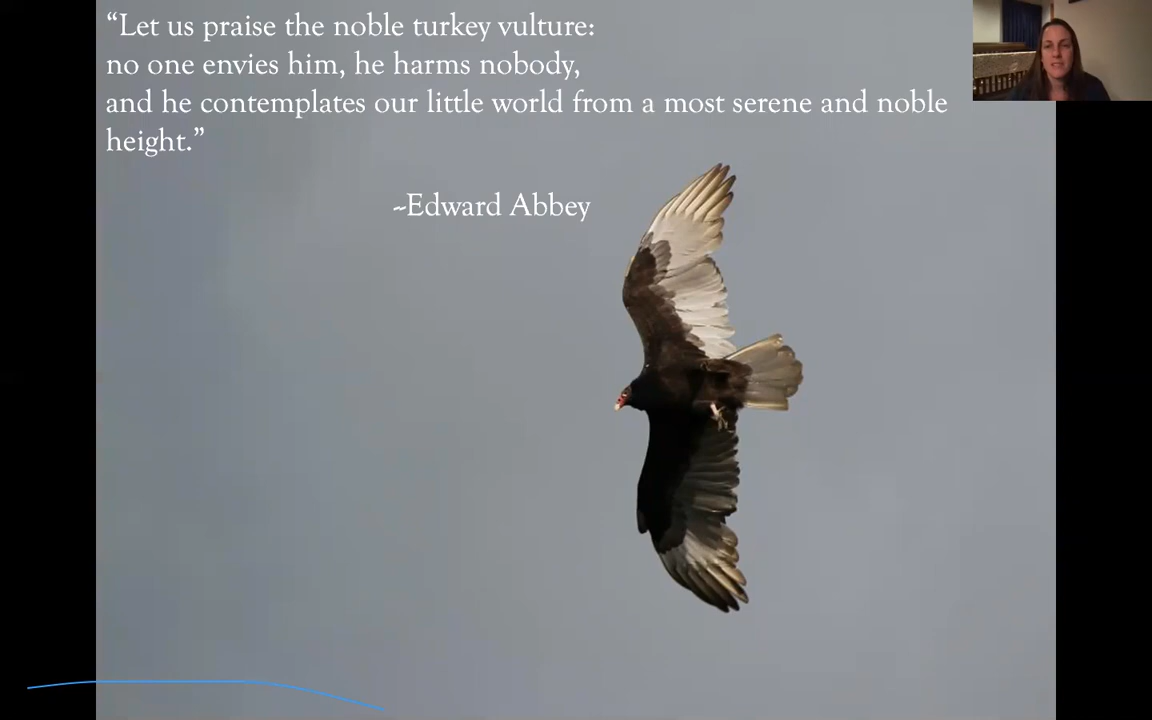 “Let us praise the noble turkey vulture:
no one envies him, he harms nobody,
and he contemplates our little world from a most serene and noble
height.”
~Edward Abbey